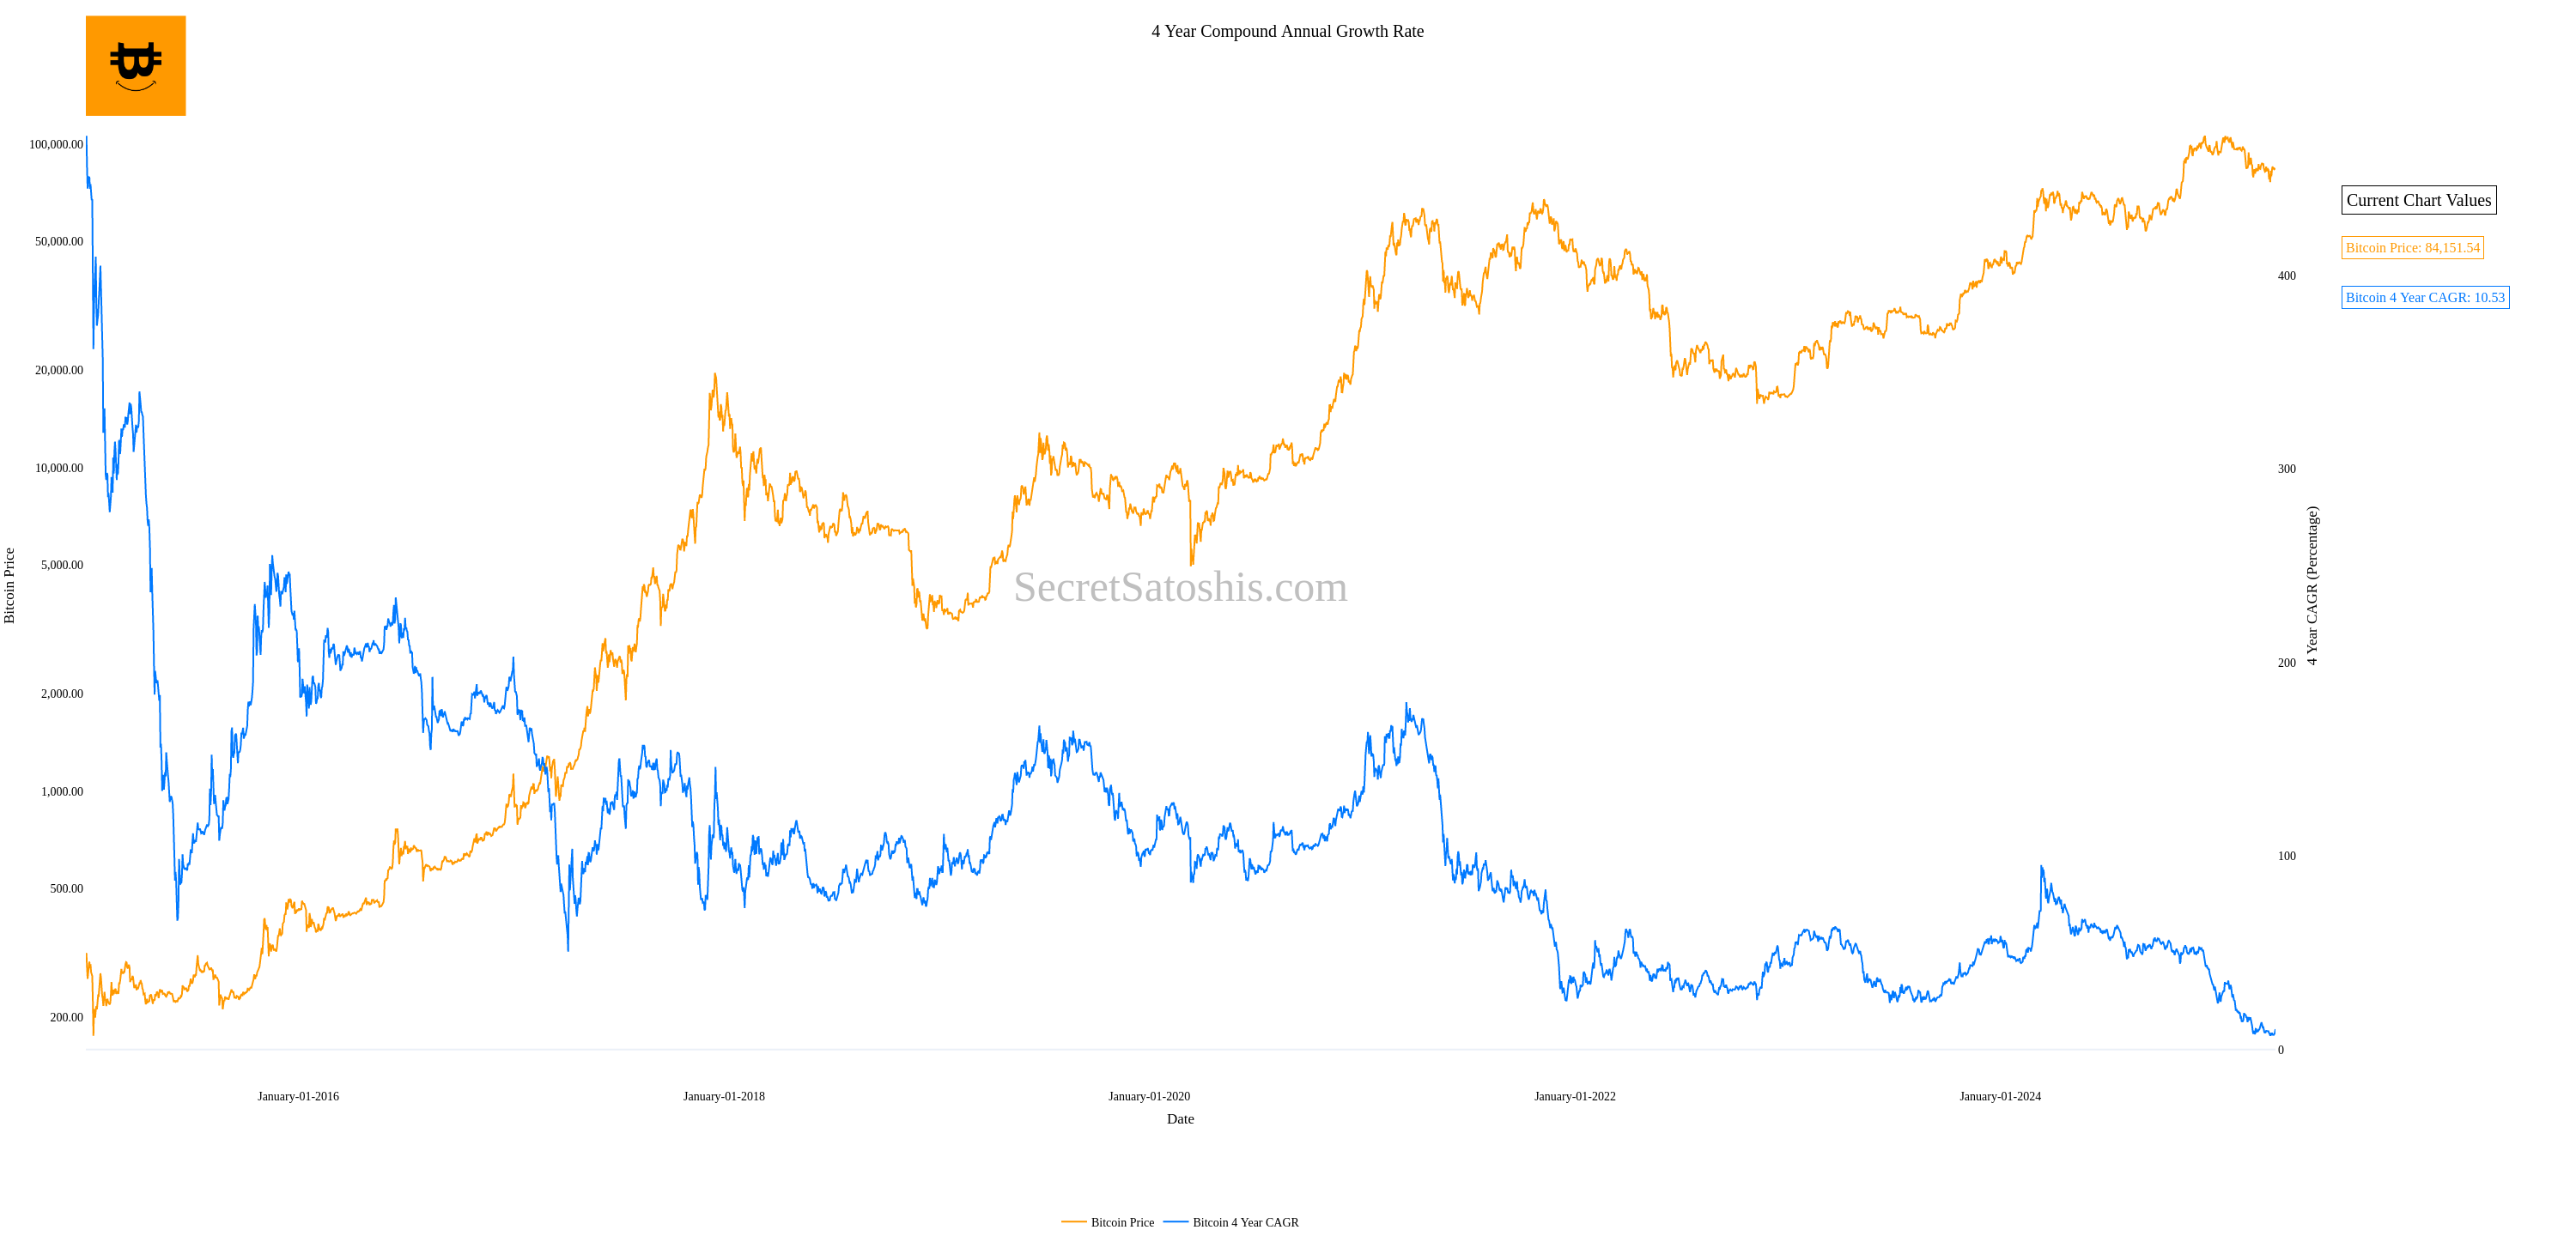 4 Year Compound Annual Growth Rate
100,000.00
50,000.00
20,000.00
10,000.00
5,000.00
2,000.00
1,000.00
500.00
200.00
Bitcoin Price
SecretSatoshis.com
400
300
200
100
0
4 Year CAGR (Percentage)
Current Chart Values
Bitcoin Price: 84,151.54
Bitcoin 4 Year CAGR: 10.53
January-01-2016
January-01-2018
January-01-2020
January-01-2022
January-01-2024
Date
Bitcoin Price
Bitcoin 4 Year CAGR